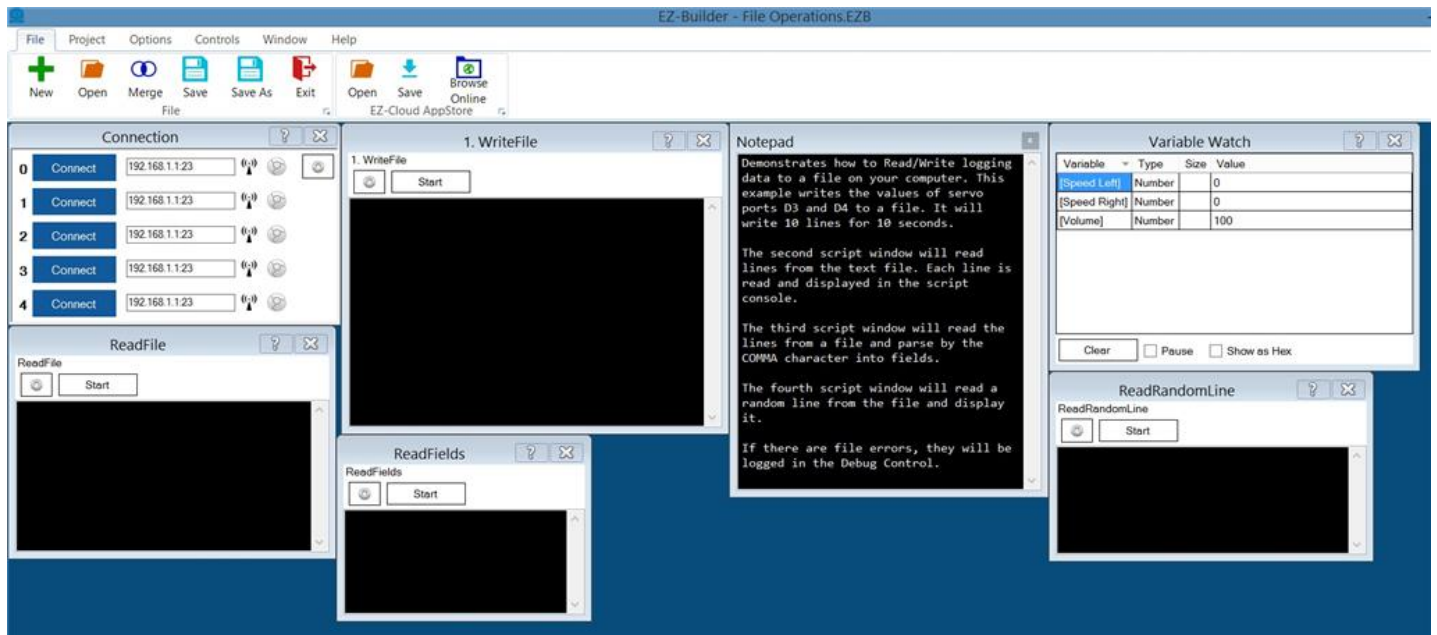 EZ-Builder - File Operations.EZB
File Project Options Controls Window Help
New Open Merge Save Save As Exit Open Save Browse Online
File EZ-Cloud AppStore
Connection
0 Connect 192.168.1.1:23
1 Connect 192.168.1.1:23
2 Connect 192.168.1.1:23
3 Connect 192.168.1.1:23
4 Connect 192.168.1.1:23
ReadFile
ReadFile
Start
1. WriteFile
1. WriteFile
Start
ReadFields
ReadFields
Start
Notepad
Demonstrates how to Read/Write logging
data to a file on your computer. This
example writes the values of servo
ports D3 and D4 to a file. It will
write 10 lines for 10 seconds.
The second script window will read
lines from the text file. Each line is
read and displayed in the script
console.
The third script window will read the
lines from a file and parse by the
COMMA character into fields.
The fourth script window will read a
random line from the file and display
it.
If there are file errors, they will be
logged in the Debug Control.
Variable Watch
Variable Type Size Value
[Speed Left] Number 0
[Speed Right] Number 0
[Volume] Number 100
Clear Pause Show as Hex
ReadRandomLine
ReadRandomLine
Start